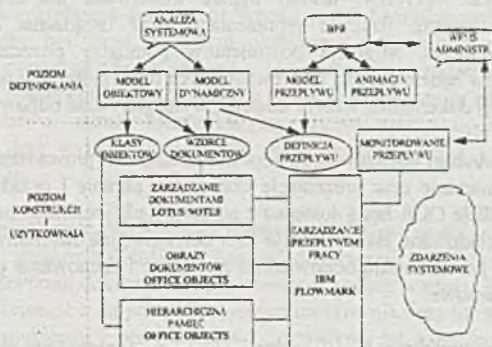 ANALIZA
SYSTEMOWA
BPR
ADMINISTR
POZIOM
DEFINIOWANIA
MODEL
OBIEKTOWY
MODEL
DYNAMICZNY
MODEL
PRZEPŁYWU
ANIMACJA
PRZEPŁYWU
KLASY
OBIEKTÓW
WZORCE
DOKUMENTÓW
DEFINICJA
PRZEPŁYWU
MONITOROWANIE
PRZEPŁYWU
POZIOM
KONSTRUKCJI
I
UŻYTKOWANIA
ZARZĄDZANIE
DOKUMENTAMI
LOTUS NOTES
OBRAZY
DOKUMENTÓW
OFFICE OBJECTS
HIERARCHICZNA
PAMIĘĆ
OFFICE OBJECTS
ZARZĄDZANIE
PRZEPŁYWEM
PRACY
IBM
FLOWMARK
ZDARZENIA
SYSTEMOWE